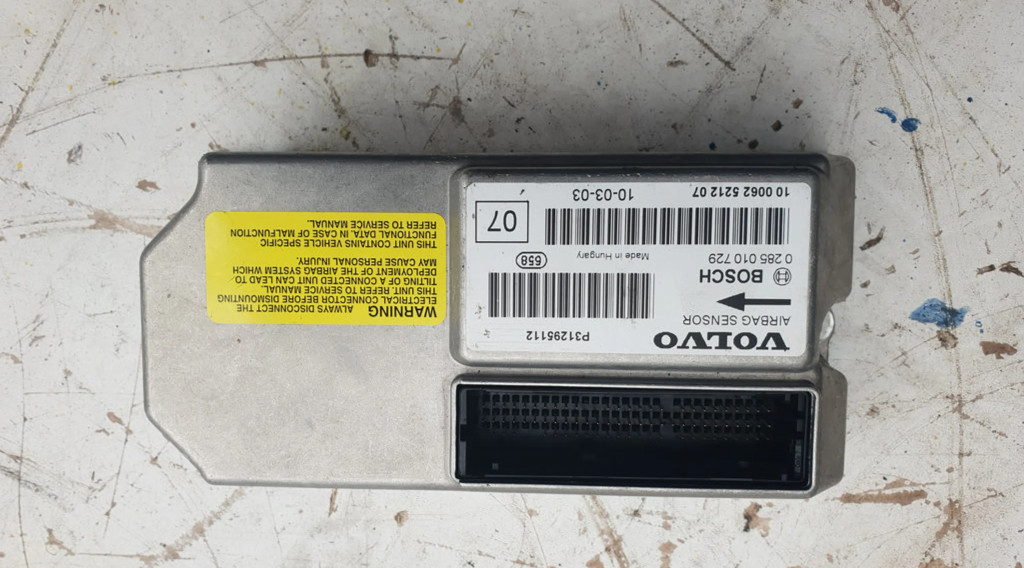 VOLVO
AIRBAG SENSOR
P31295112
BOSCH
0 285 010 729
Made in Hungary
658
10 0062 5212 07
10-03-03
07
WARNING
ALWAYS DISCONNECT THE
ELECTRICAL CONNECTOR BEFORE DISMOUNTING
THIS UNIT. REFER TO SERVICE MANUAL.
TILTING OF A CONNECTED UNIT CAN LEAD TO
DEPLOYMENT OF THE AIRBAG SYSTEM WHICH
MAY CAUSE PERSONAL INJURY.
THIS UNIT CONTAINS VEHICLE SPECIFIC
FUNCTIONAL DATA. IN CASE OF MALFUNCTION
REFER TO SERVICE MANUAL.